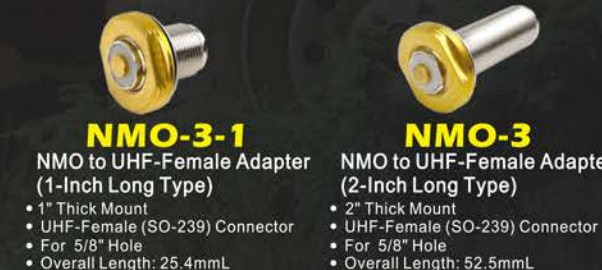 NMO-3-1
NMO to UHF-Female Adapter
(1-Inch Long Type)
• 1" Thick Mount
• UHF-Female (SO-239) Connector
• For 5/8" Hole
• Overall Length: 25.4mmL
NMO-3
NMO to UHF-Female Adapte
(2-Inch Long Type)
• 2" Thick Mount
• UHF-Female (SO-239) Connector
• For 5/8" Hole
• Overall Length: 52.5mmL